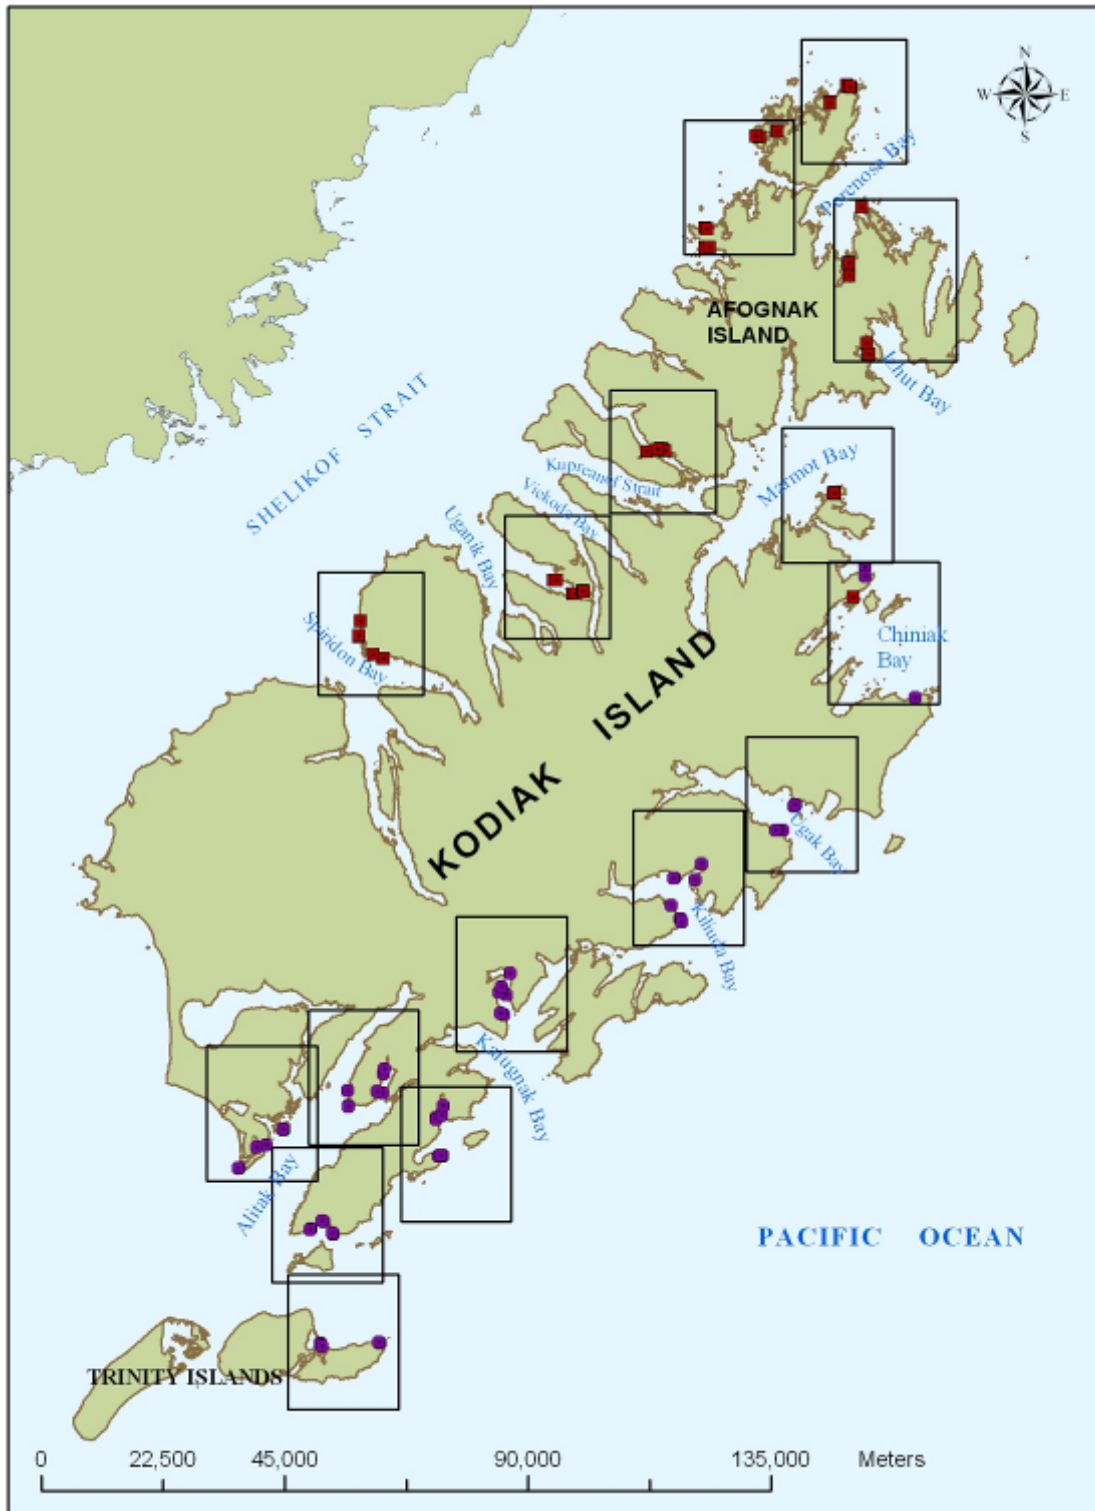 N
W E
S
Perenosa Bay
AFOGNAK
ISLAND
Izhut Bay
SHELIKOF STRAIT
Marmot Bay
Kupreanof Strait
Viekoda Bay
Uganik Bay
Spiridon Bay
Chiniak
Bay
KODIAK ISLAND
Ugak Bay
Kiliuda Bay
Kaiugnak Bay
Alitak Bay
PACIFIC OCEAN
TRINITY ISLANDS
0 22,500 45,000 90,000 135,000 Meters